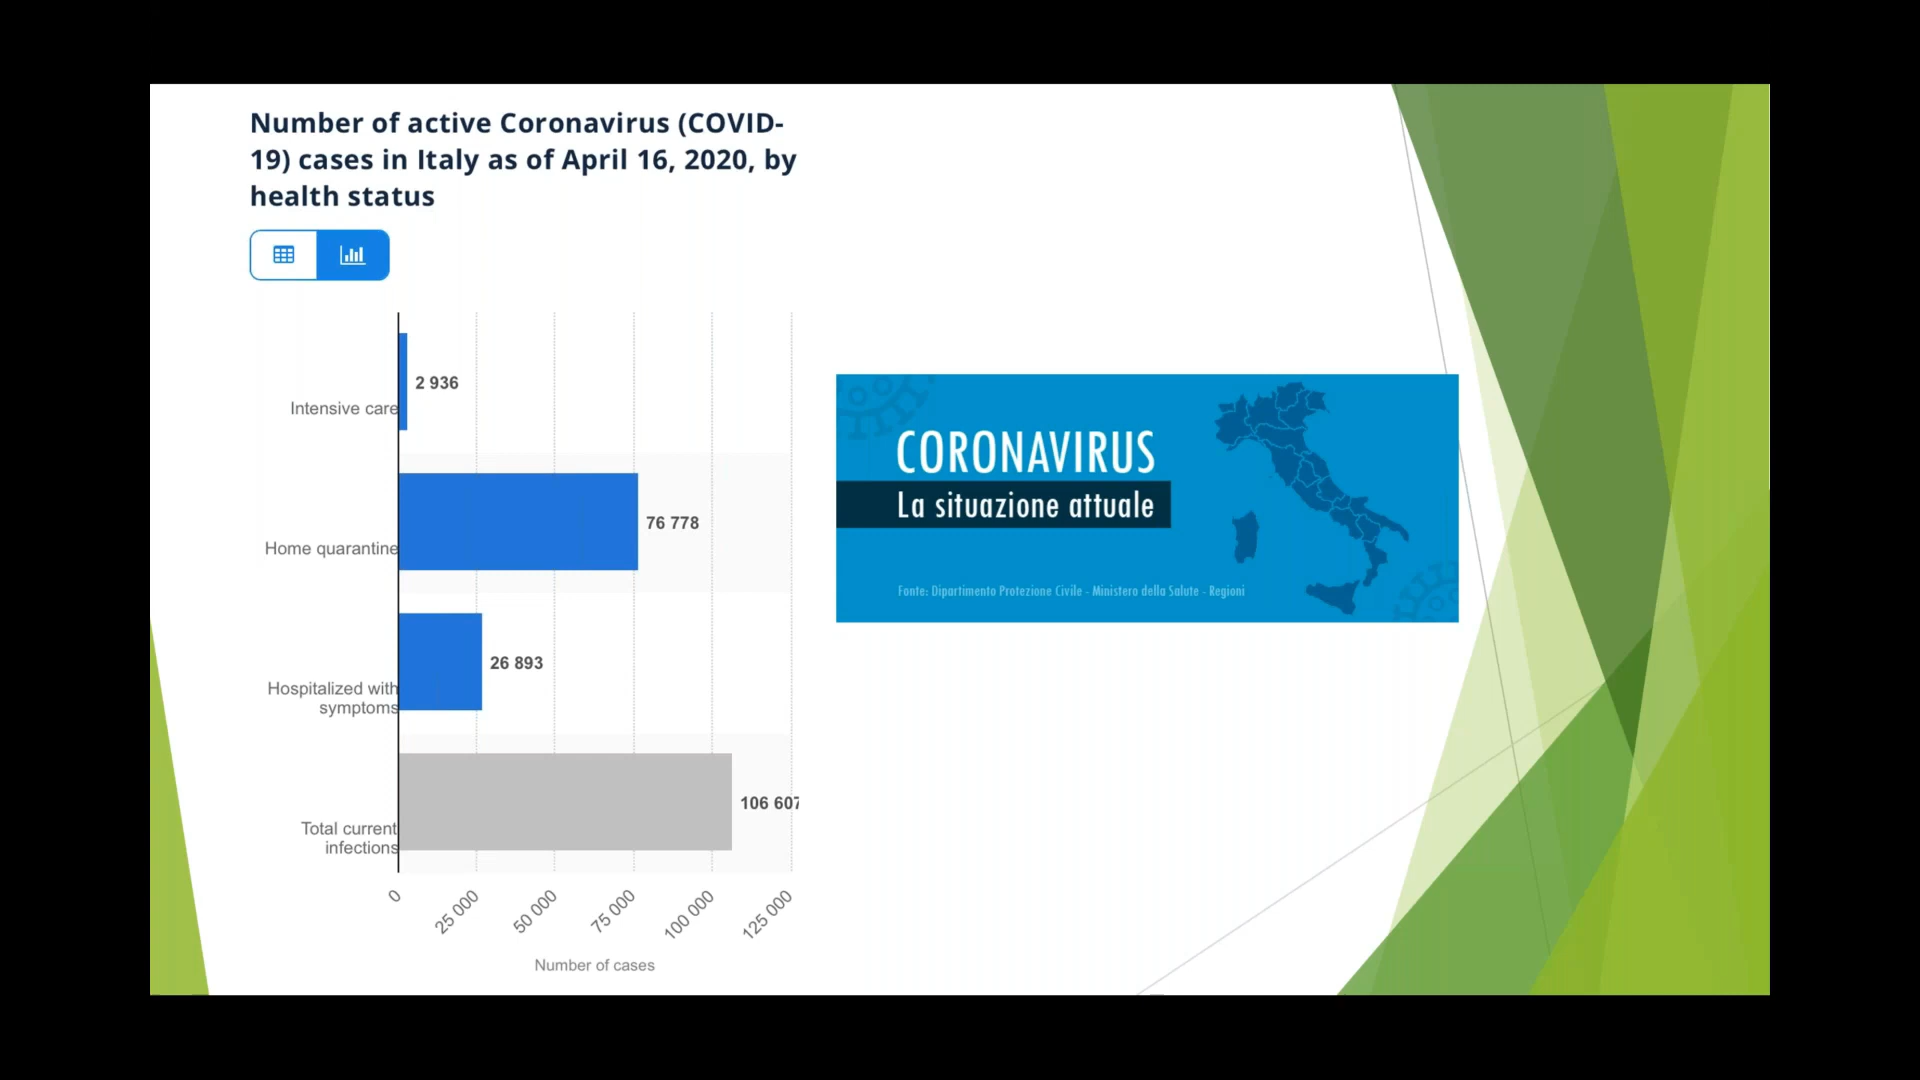 Number of active Coronavirus (COVID-
19) cases in Italy as of April 16, 2020, by
health status
2 936
Intensive care
76 778
Home quarantine
26 893
Hospitalized with
symptoms
106 607
Total current
infections
0
25 000
50 000
75 000
100 000
125 000
Number of cases
CORONAVIRUS
La situazione attuale
Fonte: Dipartimento Protezione Civile - Ministero della Salute - Regioni